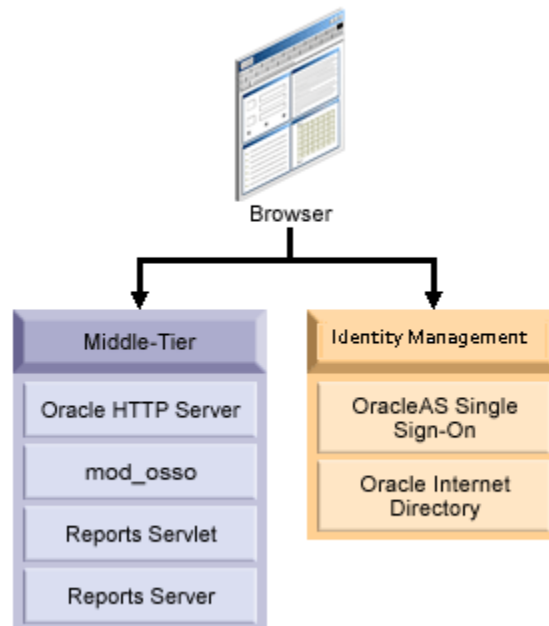 Browser
Middle-Tier
Oracle HTTP Server
mod_osso
Reports Servlet
Reports Server
Identity Management
OracleAS Single
Sign-On
Oracle Internet
Directory